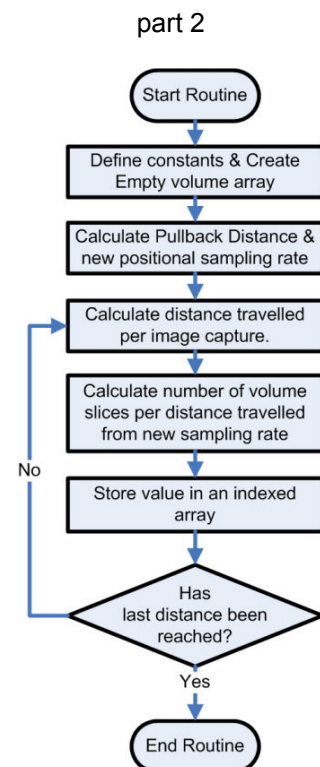 part 2
Start Routine
Define constants & Create
Empty volume array
Calculate Pullback Distance &
new positional sampling rate
Calculate distance travelled
per image capture.
Calculate number of volume
slices per distance travelled
from new sampling rate
No
Store value in an indexed
array
Has
last distance been
reached?
Yes
End Routine